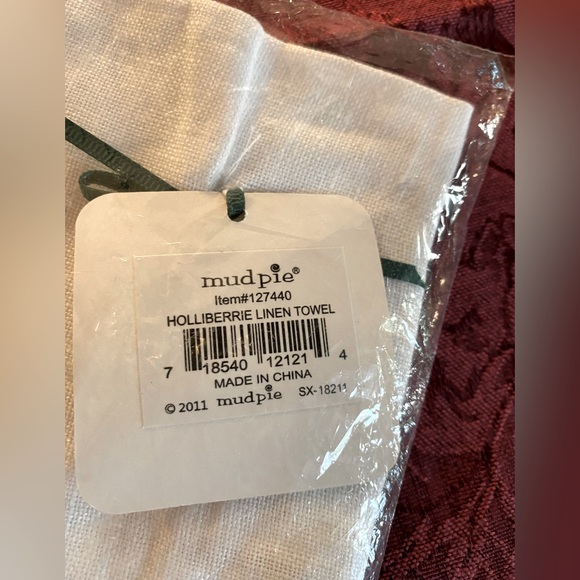 mudpie®
Item#127440
HOLLIBERRIE LINEN TOWEL
7 18540 12121 4
MADE IN CHINA
© 2011 mudpie SX-18211